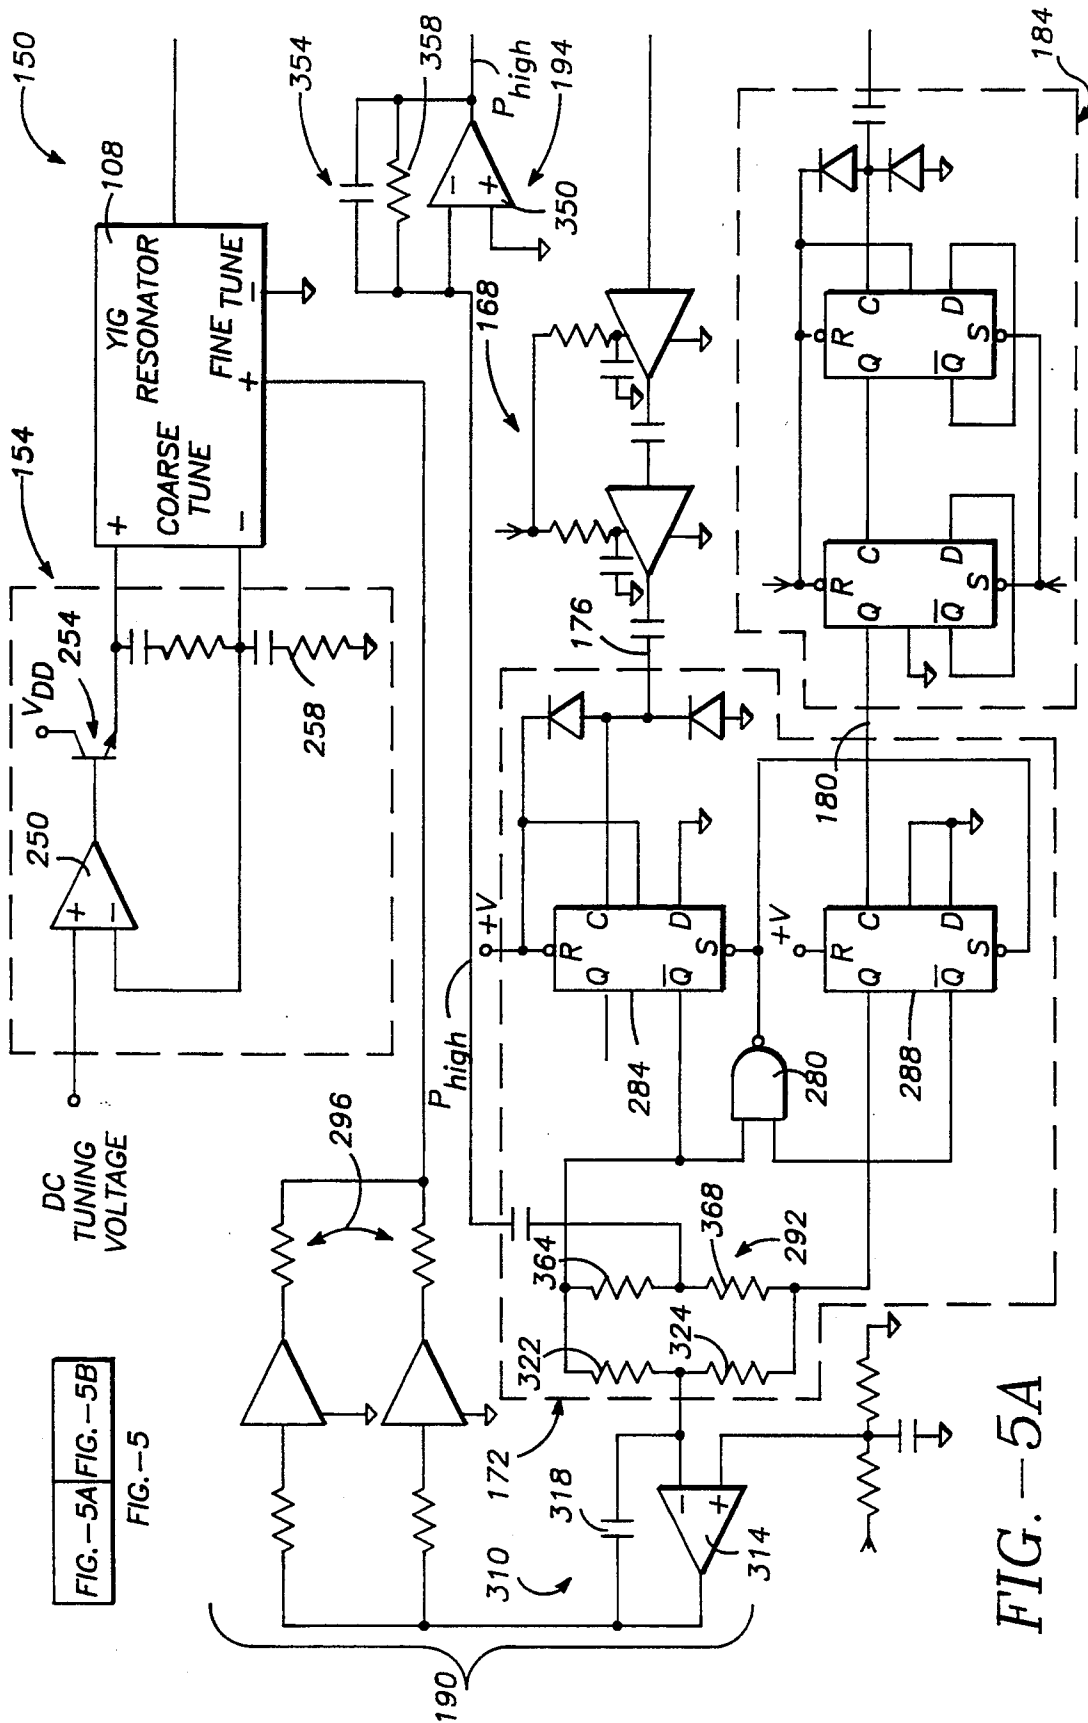 150
154
V_DD
254
250
+
−
258
DC
TUNING
VOLTAGE
108
YIG
RESONATOR
COARSE
TUNE
FINE TUNE
+
−
+
−
354
358
P_high
194
350
−
+
296
P_high
168
176
+V
R
Q
C
D
Q̅
S
284
280
+V
R
Q
C
D
Q̅
S
288
180
184
R
Q
C
D
Q̅
S
R
Q
C
D
Q̅
S
364
368
292
322
324
172
318
310
−
+
314
190
FIG.–5A FIG.–5B
FIG.–5
FIG.–5A